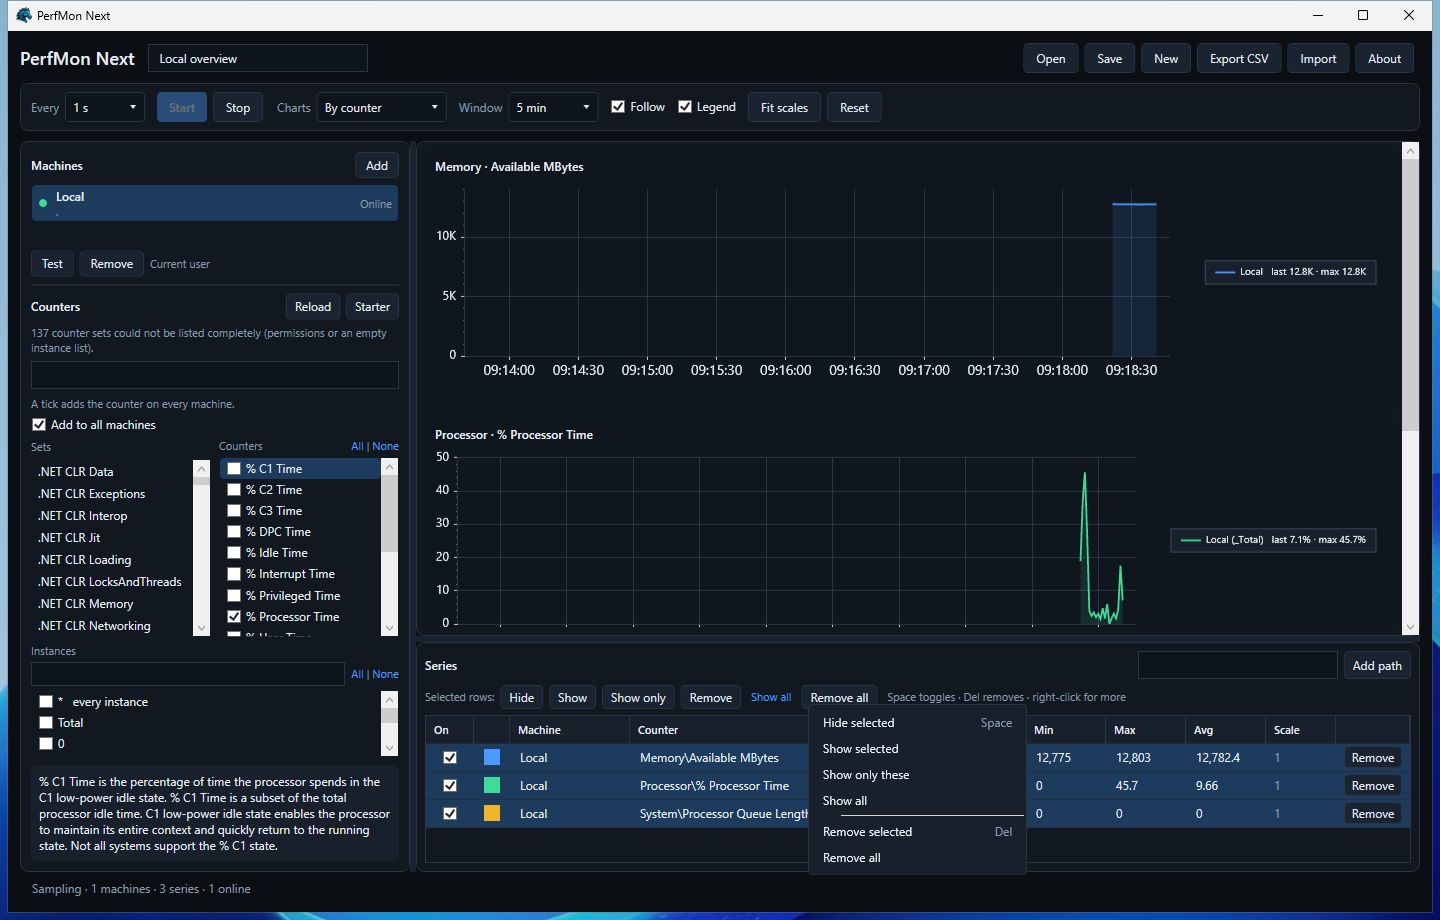 PerfMon Next
PerfMon Next
Local overview
Open
Save
New
Export CSV
Import
About
Every
1 s
Start
Stop
Charts
By counter
Window
5 min
Follow
Legend
Fit scales
Reset
Machines
Add
Local
.
Online
Test
Remove
Current user
Counters
Reload
Starter
137 counter sets could not be listed completely (permissions or an empty
instance list).
A tick adds the counter on every machine.
Add to all machines
Sets
.NET CLR Data
.NET CLR Exceptions
.NET CLR Interop
.NET CLR Jit
.NET CLR Loading
.NET CLR LocksAndThreads
.NET CLR Memory
.NET CLR Networking
Counters
All | None
% C1 Time
% C2 Time
% C3 Time
% DPC Time
% Idle Time
% Interrupt Time
% Privileged Time
% Processor Time
Instances
All | None
* every instance
Total
0
% C1 Time is the percentage of time the processor spends in the
C1 low-power idle state. % C1 Time is a subset of the total
processor idle time. C1 low-power idle state enables the processor
to maintain its entire context and quickly return to the running
state. Not all systems support the % C1 state.
Memory · Available MBytes
10K
5K
0
09:14:00 09:14:30 09:15:00 09:15:30 09:16:00 09:16:30 09:17:00 09:17:30 09:18:00 09:18:30
Local last 12.8K · max 12.8K
Processor · % Processor Time
50
40
30
20
10
0
Local (_Total) last 7.1% · max 45.7%
Series
Add path
Selected rows:
Hide
Show
Show only
Remove
Show all
Remove all
Space toggles · Del removes · right-click for more
On Machine Counter Min Max Avg Scale
Local Memory\Available MBytes 12,775 12,803 12,782.4 1 Remove
Local Processor\% Processor Time 0 45.7 9.66 1 Remove
Local System\Processor Queue Length 0 0 0 1 Remove
Hide selected Space
Show selected
Show only these
Show all
Remove selected Del
Remove all
Sampling · 1 machines · 3 series · 1 online